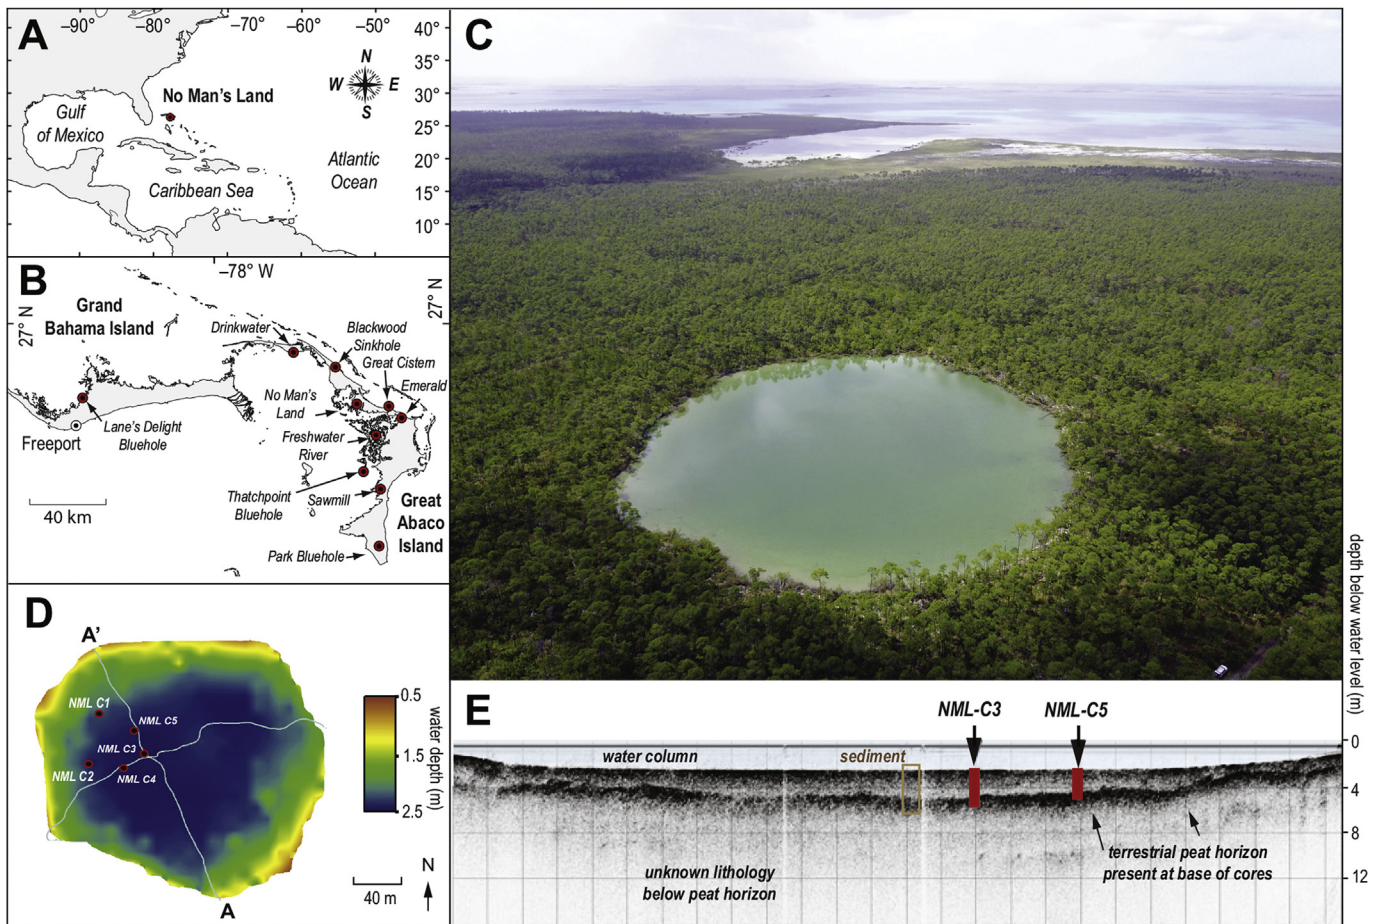 A
−90° −80° −70° −60° −50°
40°
35°
30°
25°
20°
15°
10°
N
W E
S
No Man's Land
Gulf
of Mexico
Atlantic
Ocean
Caribbean Sea
B
−78° W
27° N
27° N
Grand
Bahama Island
Drinkwater
Blackwood
Sinkhole
Great Cistern
Emerald
No Man's
Land
Lane's Delight
Bluehole
Freeport
Freshwater
River
Thatchpoint
Bluehole
Sawmill
Great
Abaco
Island
Park Bluehole
40 km
C
D
A'
NML C1
NML C5
NML C3
NML C2
NML C4
A
0.5
1.5
2.5
water depth (m)
N
40 m
E
NML-C3
NML-C5
water column
sediment
unknown lithology
below peat horizon
terrestrial peat horizon
present at base of cores
depth below water level (m)
0
4
8
12